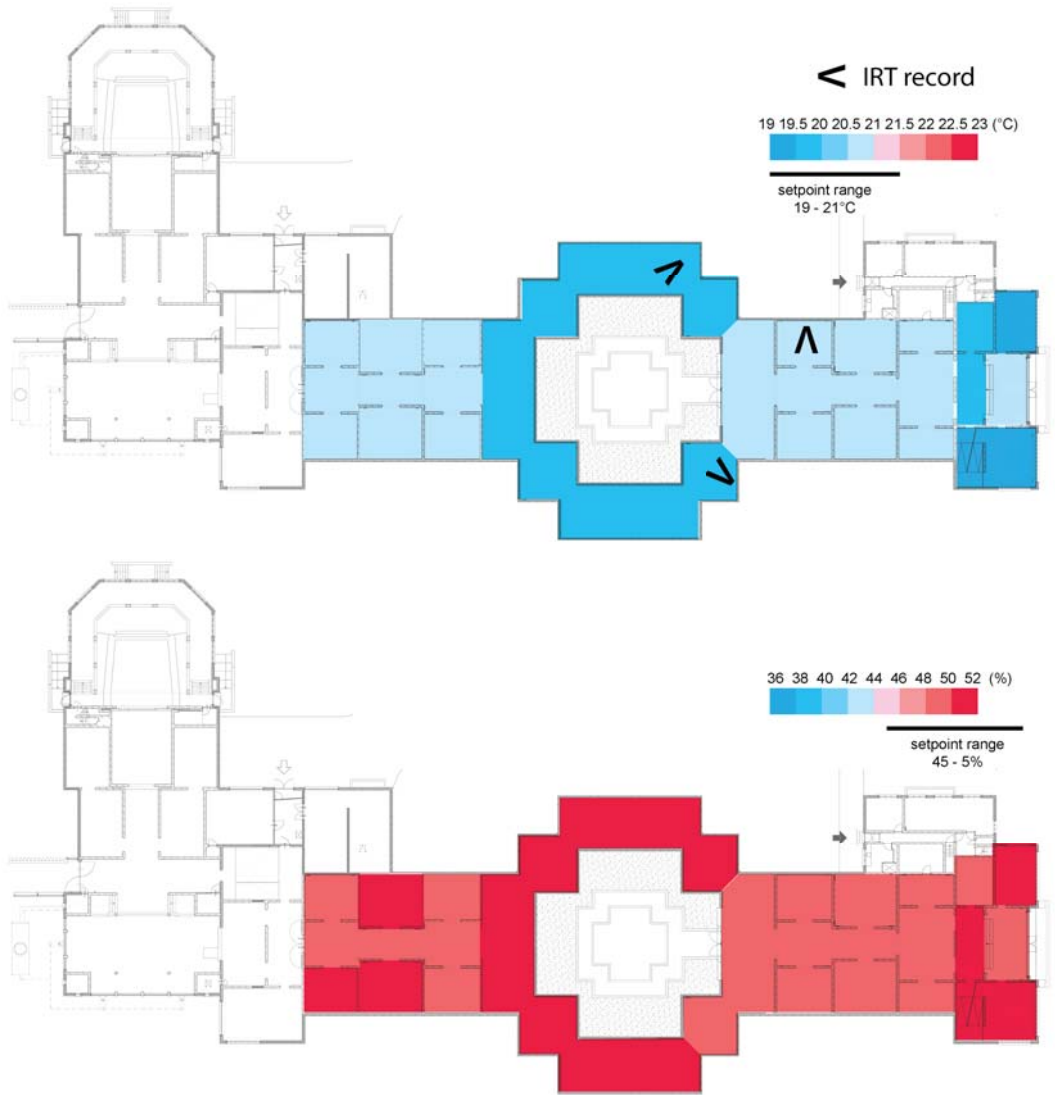 < IRT record
19 19.5 20 20.5 21 21.5 22 22.5 23 (°C)
setpoint range
19 - 21°C
36 38 40 42 44 46 48 50 52 (%)
setpoint range
45 - 5%